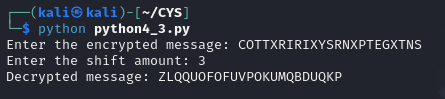 ┌──(kali㉿kali)-[~/CYS]
└─$ python python4_3.py
Enter the encrypted message: COTTXRIRIXYSRNXPTEGXTNS
Enter the shift amount: 3
Decrypted message: ZLQQUOFOFUVPOKUMQBDUQKP